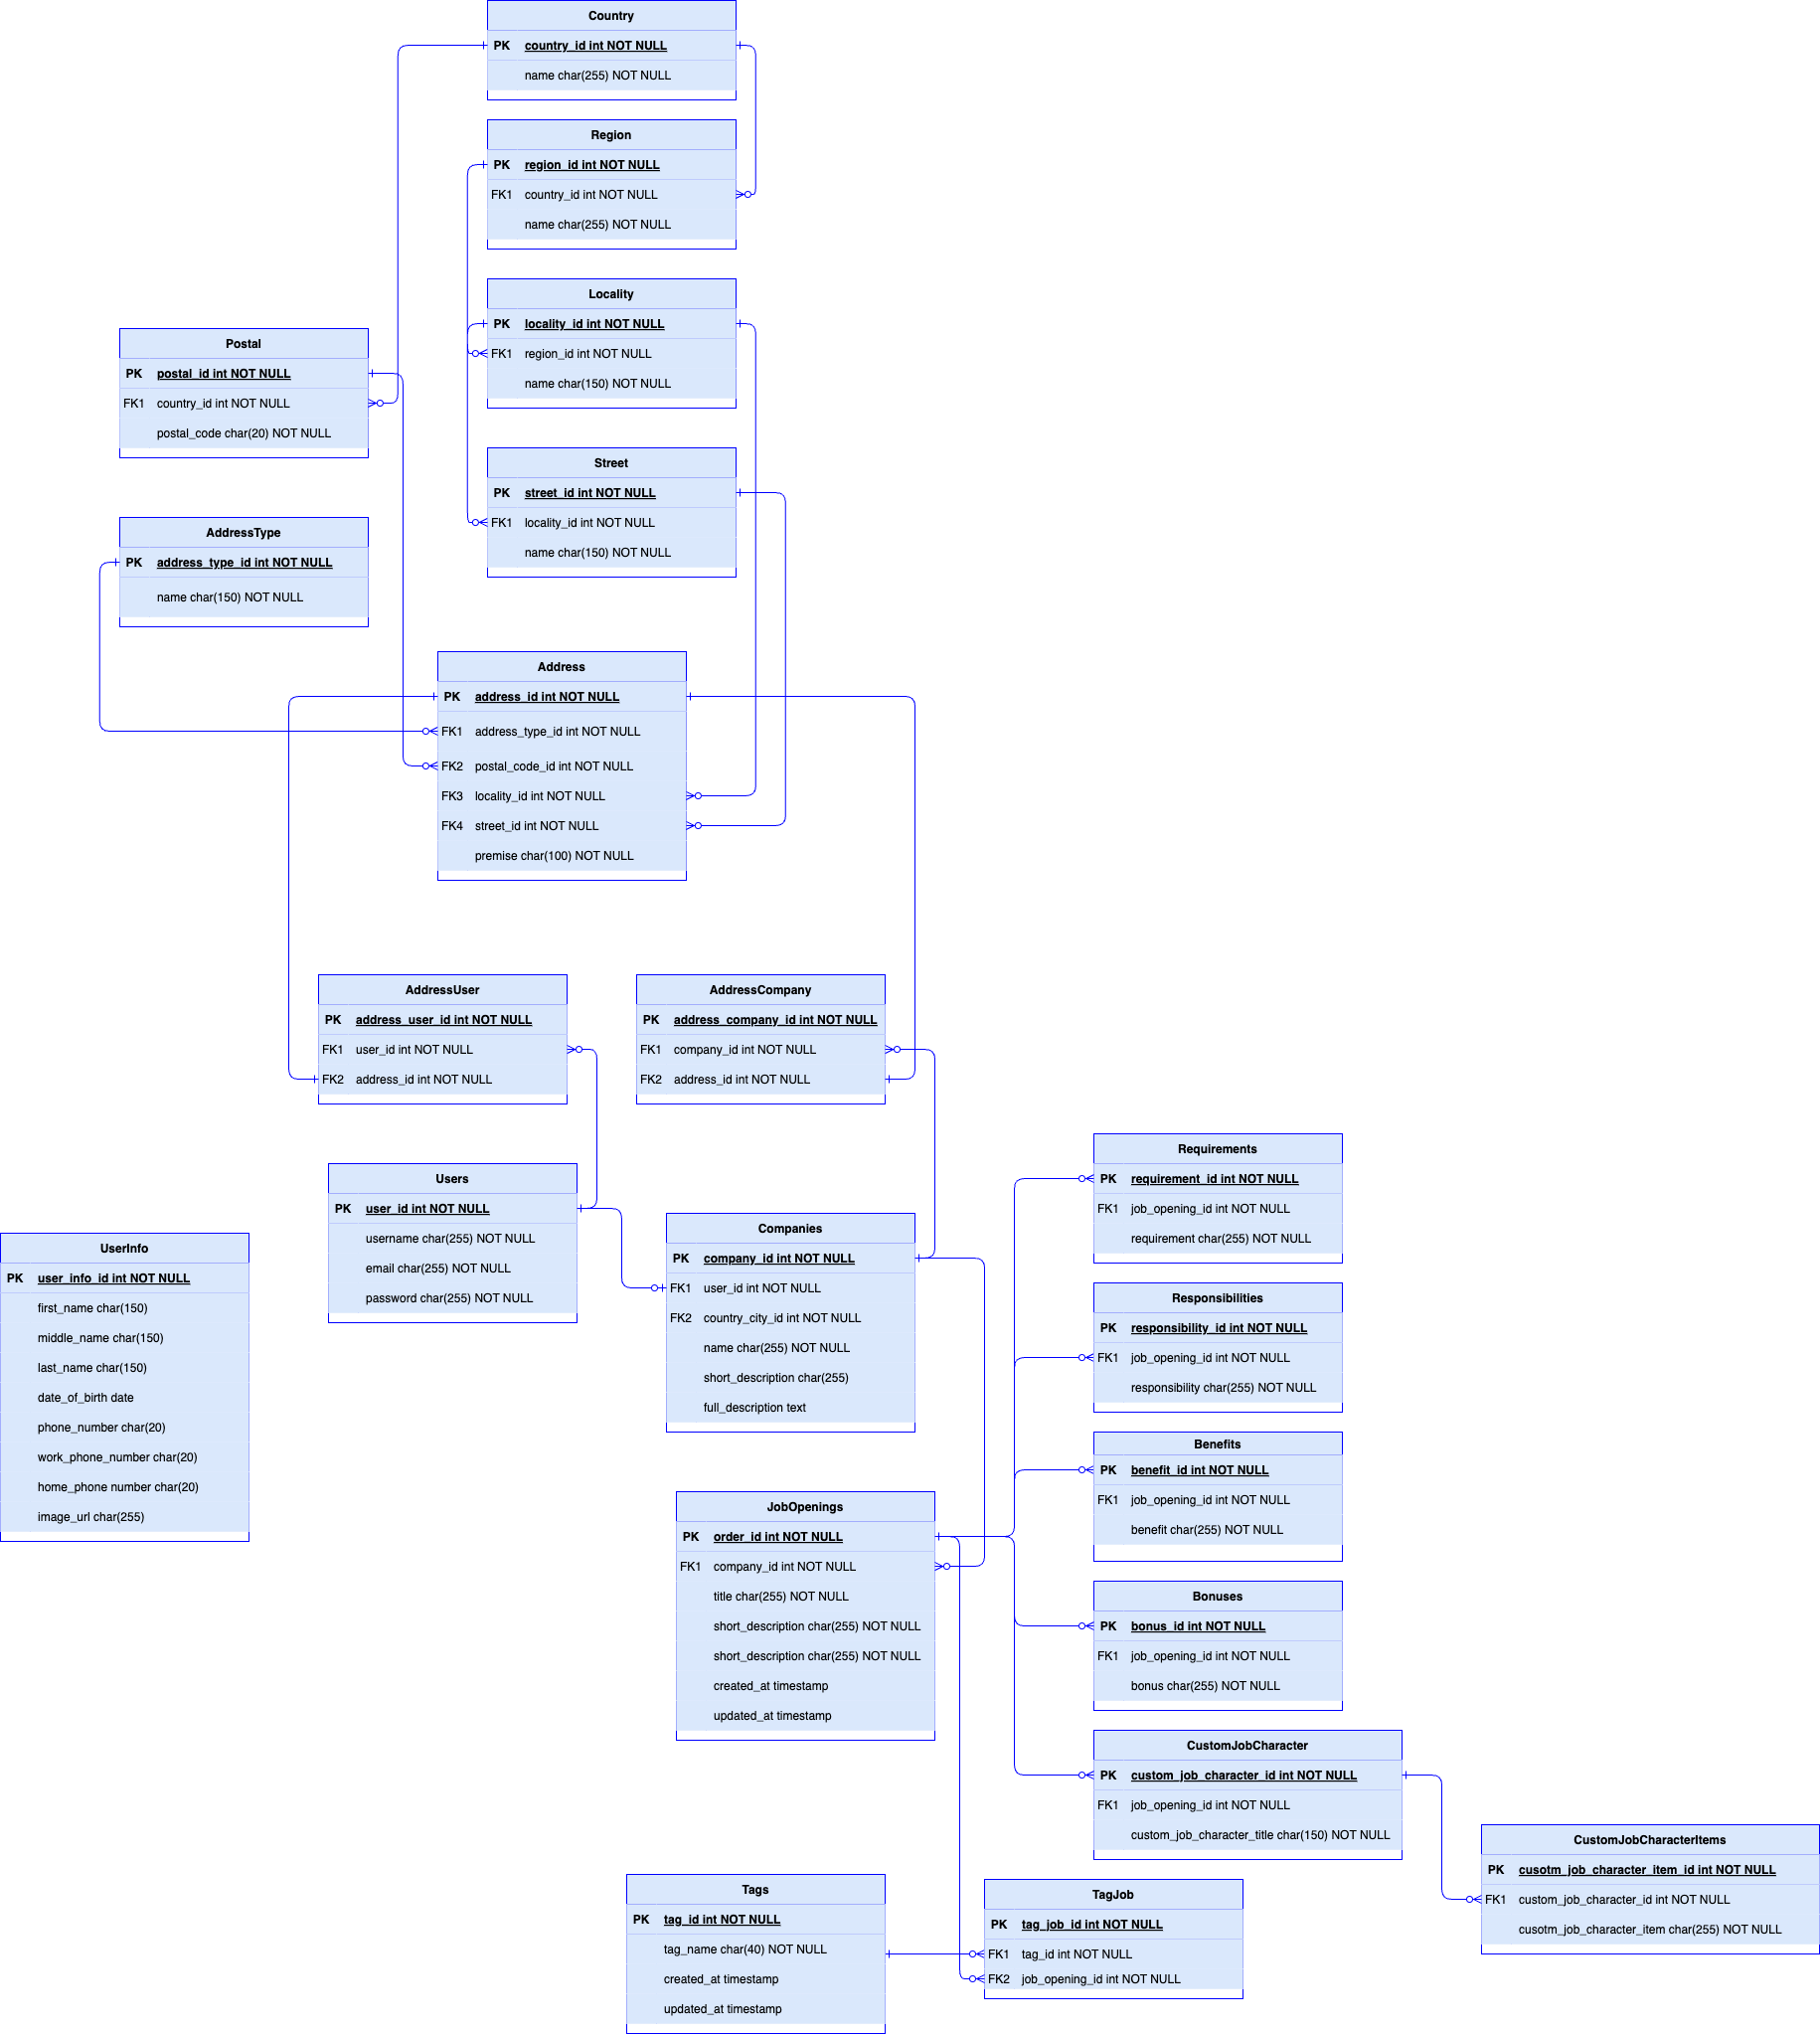 Country
PK country_id int NOT NULL
name char(255) NOT NULL
Region
PK region_id int NOT NULL
FK1 country_id int NOT NULL
name char(255) NOT NULL
Locality
PK locality_id int NOT NULL
FK1 region_id int NOT NULL
name char(150) NOT NULL
Postal
PK postal_id int NOT NULL
FK1 country_id int NOT NULL
postal_code char(20) NOT NULL
Street
PK street_id int NOT NULL
FK1 locality_id int NOT NULL
name char(150) NOT NULL
AddressType
PK address_type_id int NOT NULL
name char(150) NOT NULL
Address
PK address_id int NOT NULL
FK1 address_type_id int NOT NULL
FK2 postal_code_id int NOT NULL
FK3 locality_id int NOT NULL
FK4 street_id int NOT NULL
premise char(100) NOT NULL
AddressUser
PK address_user_id int NOT NULL
FK1 user_id int NOT NULL
FK2 address_id int NOT NULL
AddressCompany
PK address_company_id int NOT NULL
FK1 company_id int NOT NULL
FK2 address_id int NOT NULL
Users
PK user_id int NOT NULL
username char(255) NOT NULL
email char(255) NOT NULL
password char(255) NOT NULL
UserInfo
PK user_info_id int NOT NULL
first_name char(150)
middle_name char(150)
last_name char(150)
date_of_birth date
phone_number char(20)
work_phone_number char(20)
home_phone number char(20)
image_url char(255)
Companies
PK company_id int NOT NULL
FK1 user_id int NOT NULL
FK2 country_city_id int NOT NULL
name char(255) NOT NULL
short_description char(255)
full_description text
JobOpenings
PK order_id int NOT NULL
FK1 company_id int NOT NULL
title char(255) NOT NULL
short_description char(255) NOT NULL
short_description char(255) NOT NULL
created_at timestamp
updated_at timestamp
Requirements
PK requirement_id int NOT NULL
FK1 job_opening_id int NOT NULL
requirement char(255) NOT NULL
Responsibilities
PK responsibility_id int NOT NULL
FK1 job_opening_id int NOT NULL
responsibility char(255) NOT NULL
Benefits
PK benefit_id int NOT NULL
FK1 job_opening_id int NOT NULL
benefit char(255) NOT NULL
Bonuses
PK bonus_id int NOT NULL
FK1 job_opening_id int NOT NULL
bonus char(255) NOT NULL
CustomJobCharacter
PK custom_job_character_id int NOT NULL
FK1 job_opening_id int NOT NULL
custom_job_character_title char(150) NOT NULL
CustomJobCharacterItems
PK cusotm_job_character_item_id int NOT NULL
FK1 custom_job_character_id int NOT NULL
cusotm_job_character_item char(255) NOT NULL
Tags
PK tag_id int NOT NULL
tag_name char(40) NOT NULL
created_at timestamp
updated_at timestamp
TagJob
PK tag_job_id int NOT NULL
FK1 tag_id int NOT NULL
FK2 job_opening_id int NOT NULL